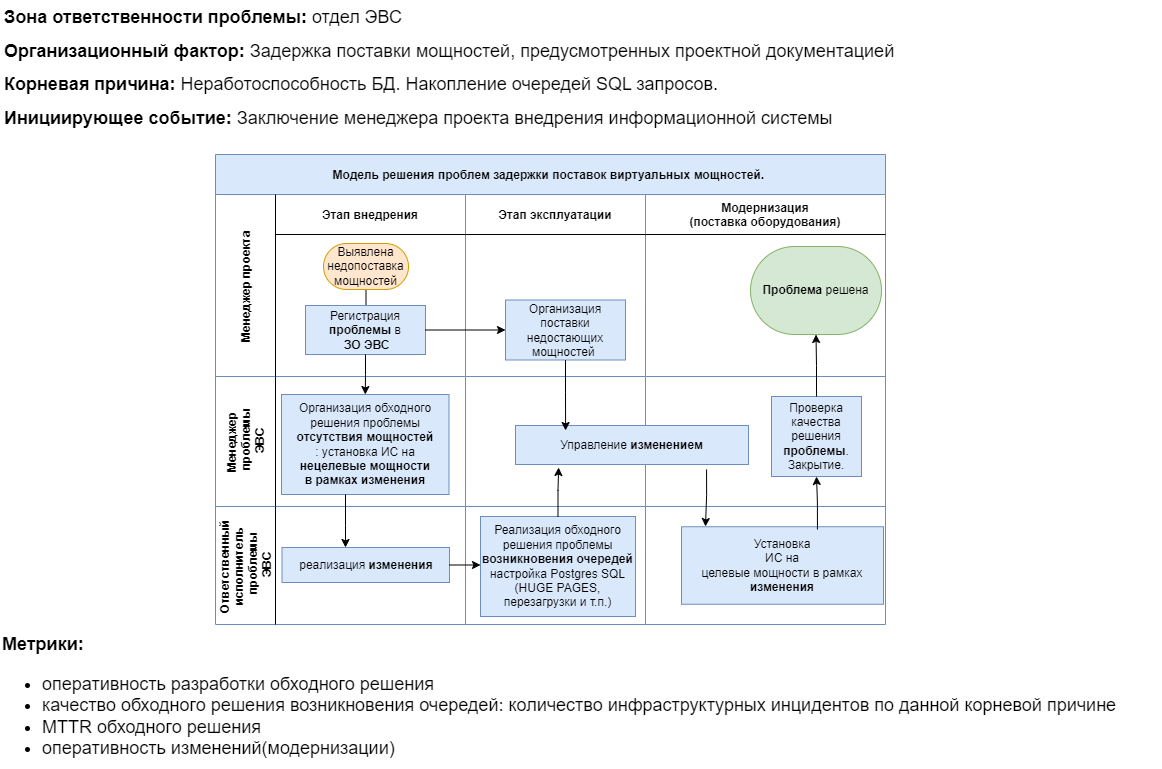 Зона ответственности проблемы: отдел ЭВС
Организационный фактор: Задержка поставки мощностей, предусмотренных проектной документацией
Корневая причина: Неработоспособность БД. Накопление очередей SQL запросов.
Инициирующее событие: Заключение менеджера проекта внедрения информационной системы
Модель решения проблем задержки поставок виртуальных мощностей.
Этап внедрения
Этап эксплуатации
Модернизация
(поставка оборудования)
Менеджер проекта
Выявлена
недопоставка
мощностей
Регистрация
проблемы в
ЗО ЭВС
Организация
поставки
недостающих
мощностей
Проблема решена
Менеджер
проблемы
ЭВС
Организация обходного
решения проблемы
отсутствия мощностей
: установка ИС на
нецелевые мощности
в рамках изменения
Управление изменением
Проверка
качества
решения
проблемы.
Закрытие.
Ответственный
исполнитель
проблемы
ЭВС
реализация изменения
Реализация обходного
решения проблемы
возникновения очередей
настройка Postgres SQL
(HUGE PAGES,
перезагрузки и т.п.)
Установка
ИС на
целевые мощности в рамках
изменения
Метрики:
• оперативность разработки обходного решения
• качество обходного решения возникновения очередей: количество инфраструктурных инцидентов по данной корневой причине
• MTTR обходного решения
• оперативность изменений(модернизации)